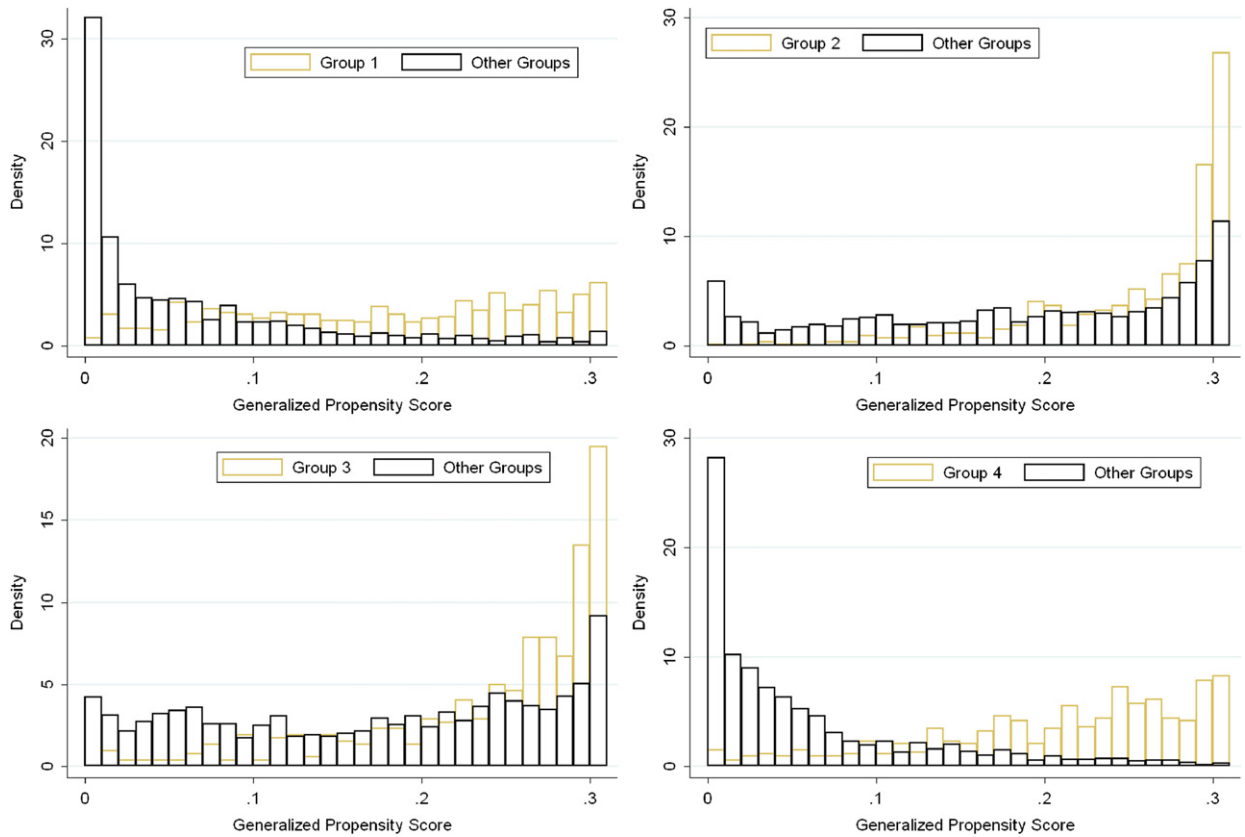 Group 1 Other Groups
Density
30
20
10
0
0 .1 .2 .3
Generalized Propensity Score
Group 2 Other Groups
Density
30
20
10
0
0 .1 .2 .3
Generalized Propensity Score
Group 3 Other Groups
Density
20
15
10
5
0
0 .1 .2 .3
Generalized Propensity Score
Group 4 Other Groups
Density
30
20
10
0
0 .1 .2 .3
Generalized Propensity Score